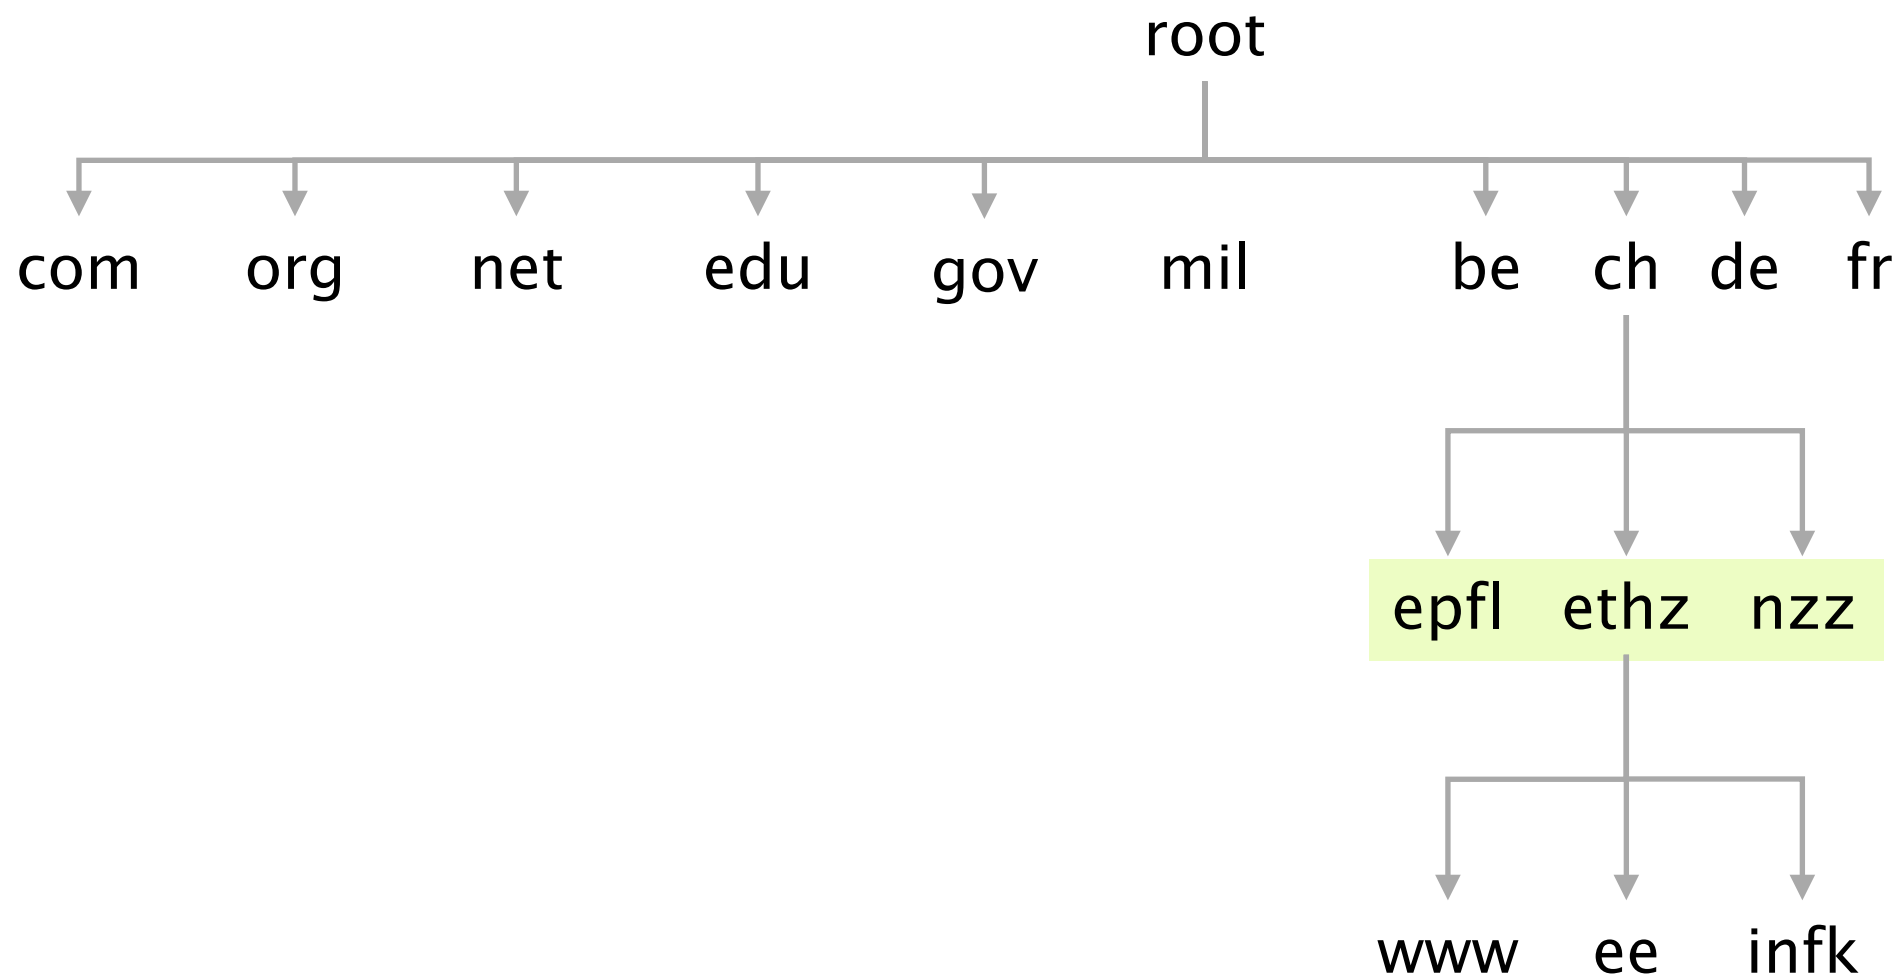 root
com org net edu gov mil be ch de fr
epfl ethz nzz
www ee infk